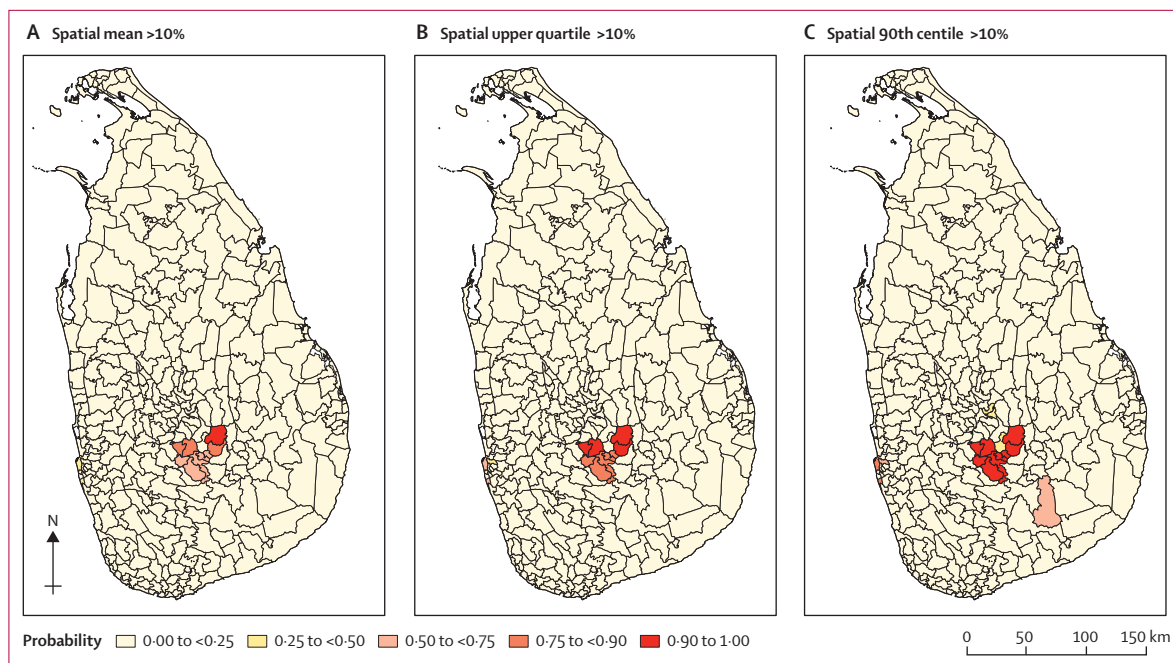 A Spatial mean >10%
B Spatial upper quartile >10%
C Spatial 90th centile >10%
N
Probability 0·00 to <0·25 0·25 to <0·50 0·50 to <0·75 0·75 to <0·90 0·90 to 1·00
0 50 100 150 km